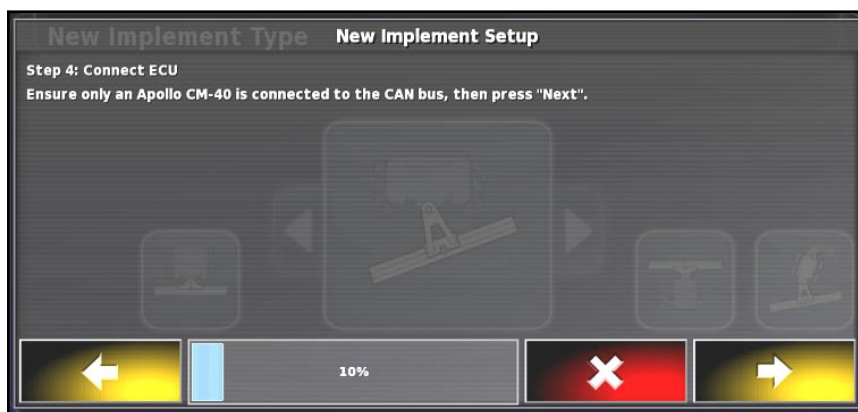 New Implement Type
New Implement Setup
Step 4: Connect ECU
Ensure only an Apollo CM-40 is connected to the CAN bus, then press "Next".
10%